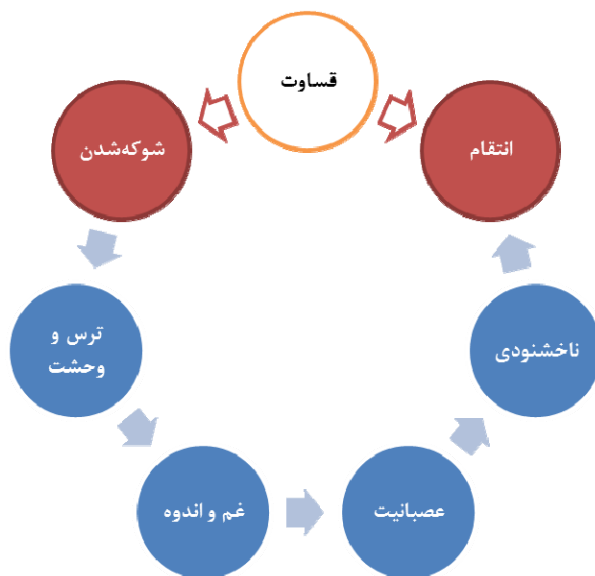 قساوت
شوکه‌شدن
ترس و
وحشت
غم و اندوه
عصبانیت
ناخشنودی
انتقام